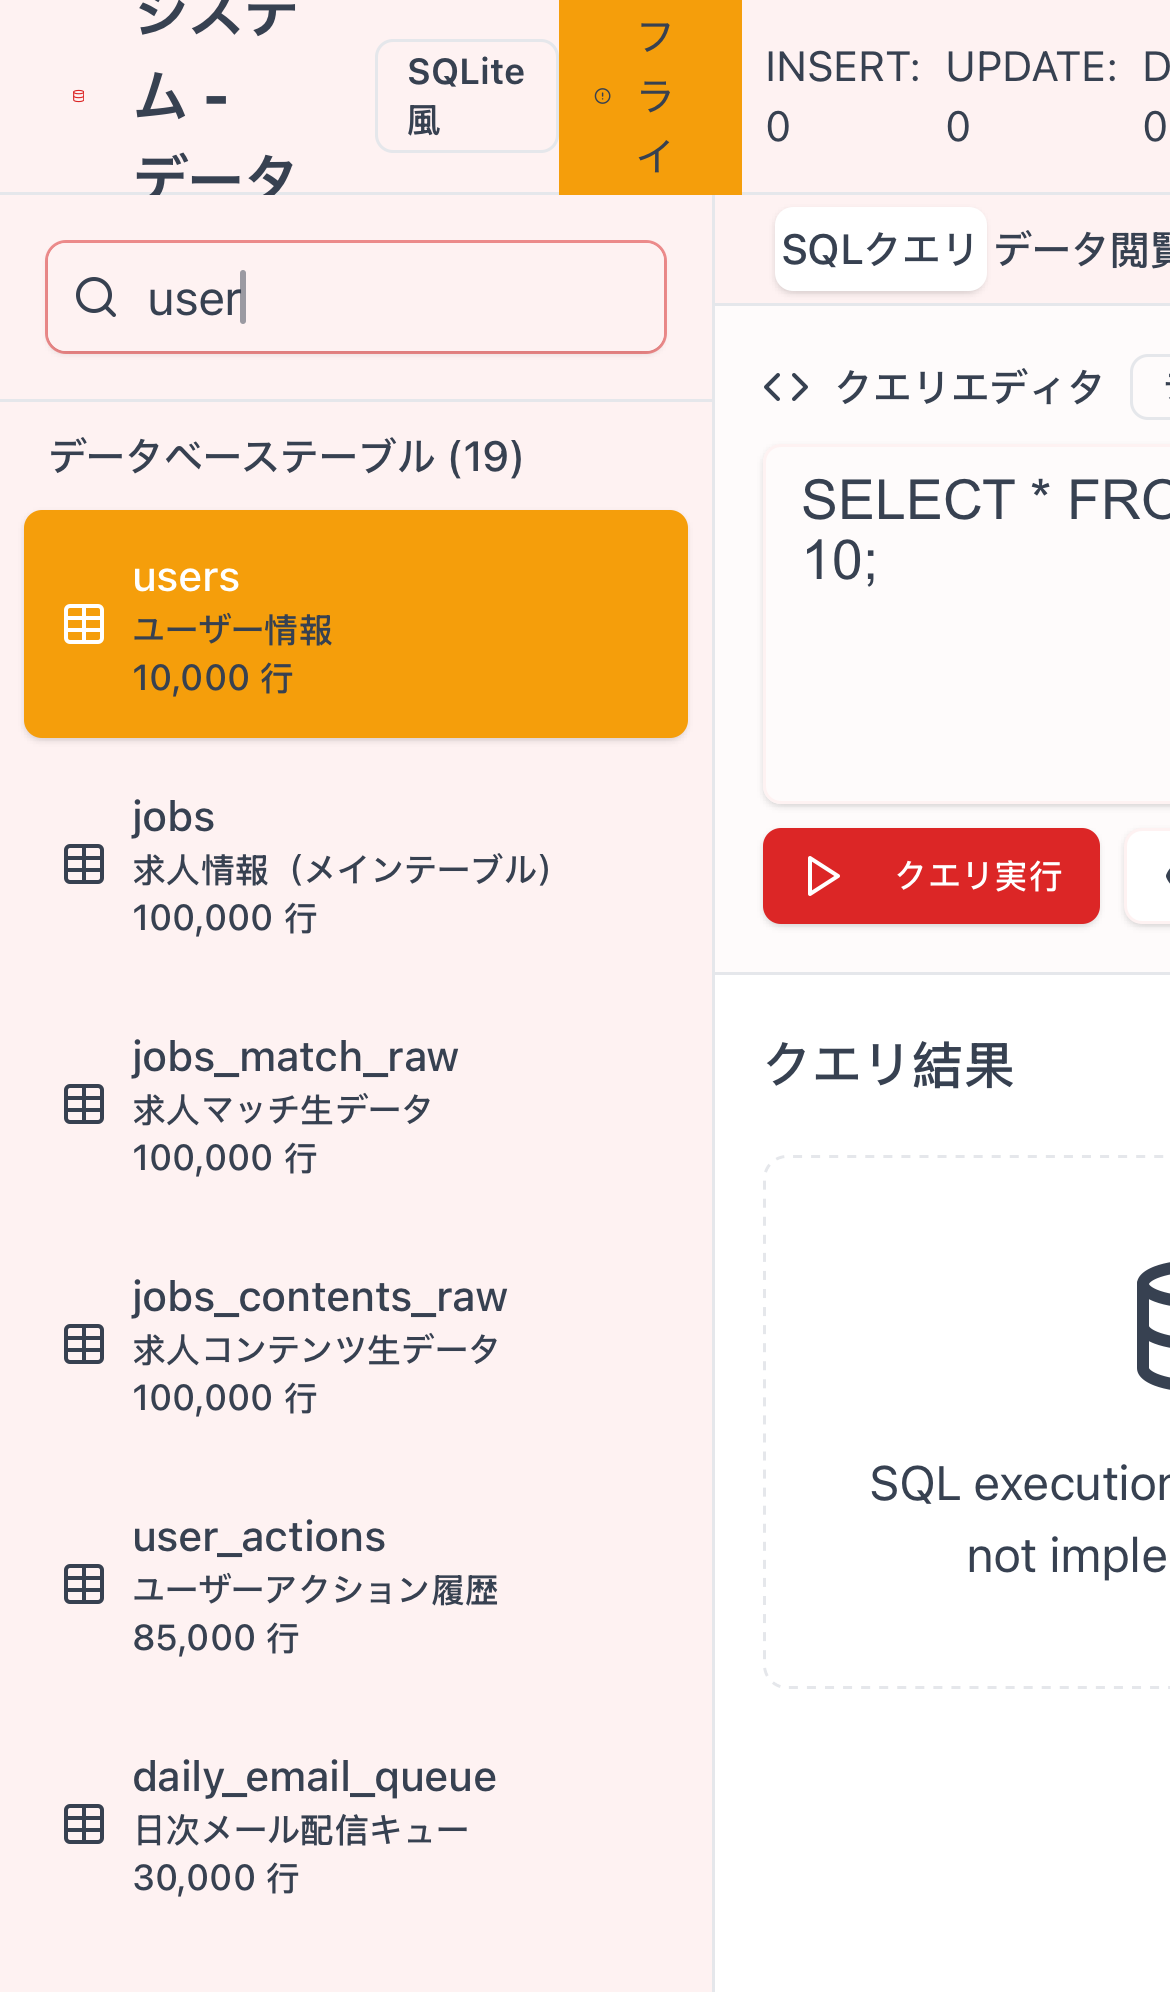 システ
ム -
データ
SQLite
風
フ
ラ
イ
INSERT:
0
UPDATE:
0
D
0
user
SQLクエリ
データ閲覧
データベーステーブル (19)
users
ユーザー情報
10,000 行
jobs
求人情報（メインテーブル）
100,000 行
jobs_match_raw
求人マッチ生データ
100,000 行
jobs_contents_raw
求人コンテンツ生データ
100,000 行
user_actions
ユーザーアクション履歴
85,000 行
daily_email_queue
日次メール配信キュー
30,000 行
クエリエディタ
SELECT * FRO
10;
クエリ実行
クエリ結果
SQL execution
not imple